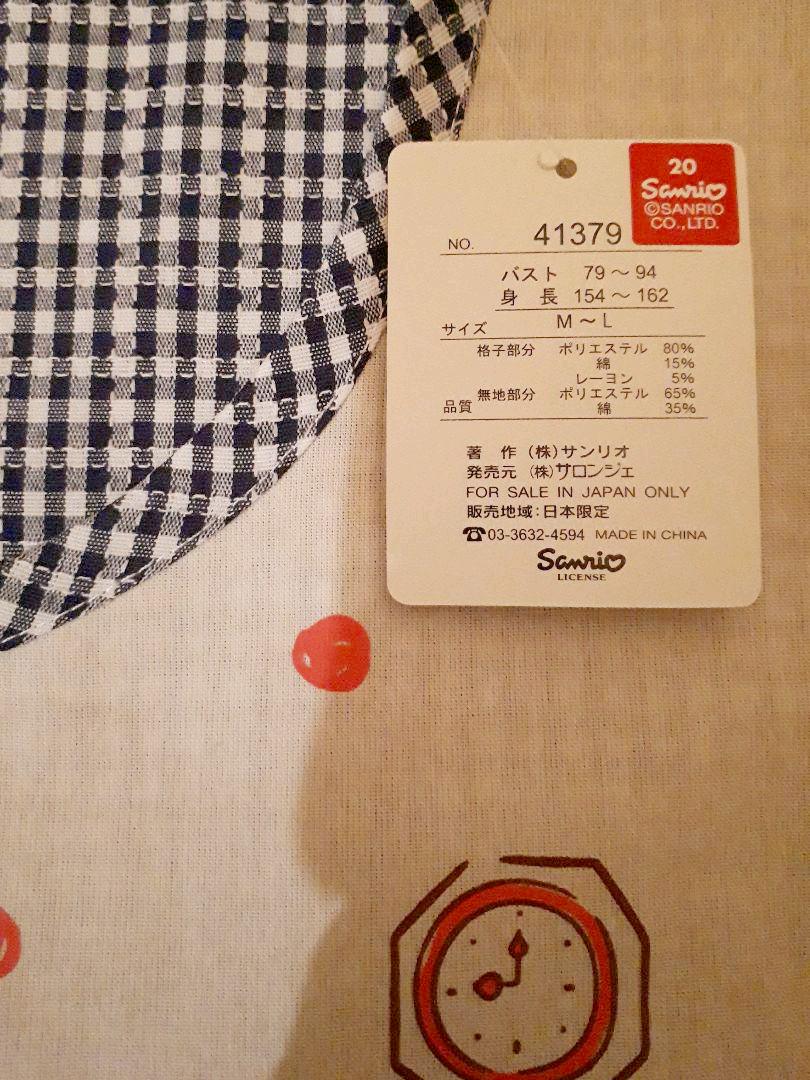 20
Sanrio
©SANRIO
CO.,LTD.
NO. 41379
バスト 79～94
身 長 154～162
サイズ M～L
格子部分 ポリエステル 80%
綿 15%
レーヨン 5%
無地部分 ポリエステル 65%
品質 綿 35%
著 作 (株)サンリオ
発売元 (株)サロンジェ
FOR SALE IN JAPAN ONLY
販売地域:日本限定
☎03-3632-4594 MADE IN CHINA
Sanrio
LICENSE